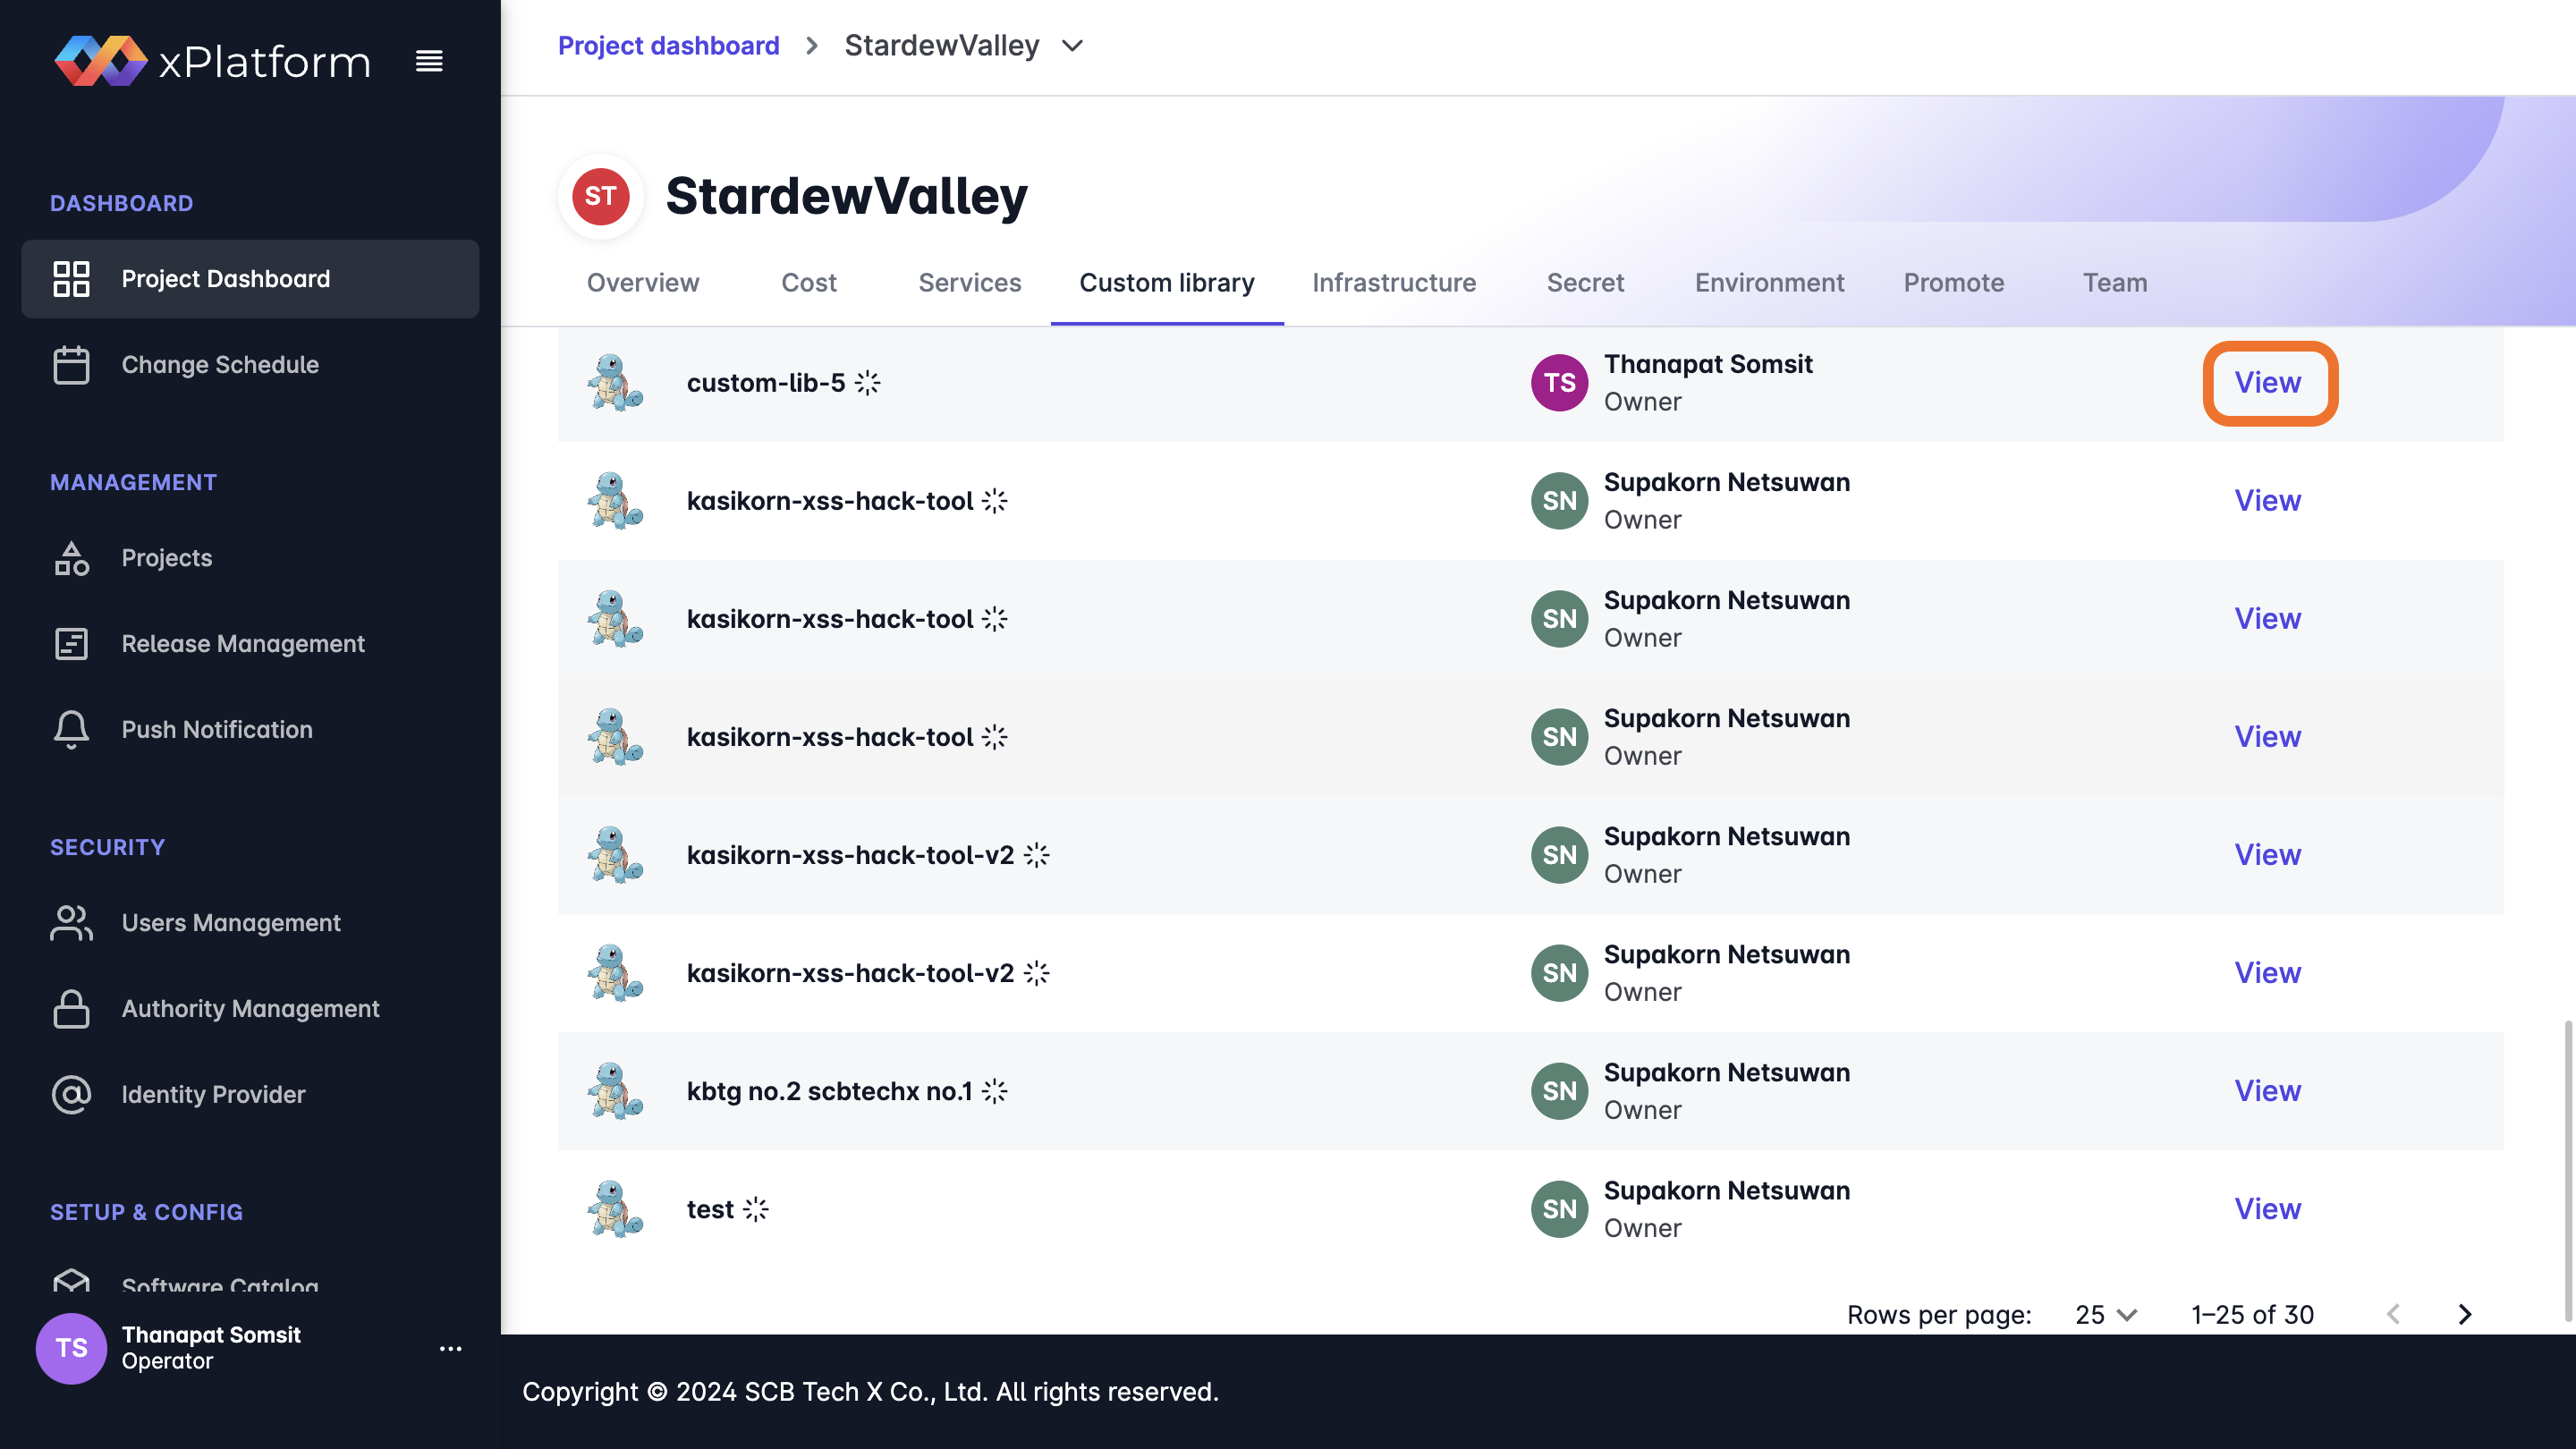 xPlatform
DASHBOARD
Project Dashboard
Change Schedule
MANAGEMENT
Projects
Release Management
Push Notification
SECURITY
Users Management
Authority Management
Identity Provider
SETUP & CONFIG
Software Catalog
TS
Thanapat Somsit
Operator
Project dashboard
StardewValley
ST
StardewValley
Overview Cost Services Custom library Infrastructure Secret Environment Promote Team
custom-lib-5 TS Thanapat Somsit View
Owner
kasikorn-xss-hack-tool SN Supakorn Netsuwan View
Owner
kasikorn-xss-hack-tool SN Supakorn Netsuwan View
Owner
kasikorn-xss-hack-tool SN Supakorn Netsuwan View
Owner
kasikorn-xss-hack-tool-v2 SN Supakorn Netsuwan View
Owner
kasikorn-xss-hack-tool-v2 SN Supakorn Netsuwan View
Owner
kbtg no.2 scbtechx no.1 SN Supakorn Netsuwan View
Owner
test SN Supakorn Netsuwan View
Owner
Rows per page: 25 1–25 of 30
Copyright © 2024 SCB Tech X Co., Ltd. All rights reserved.